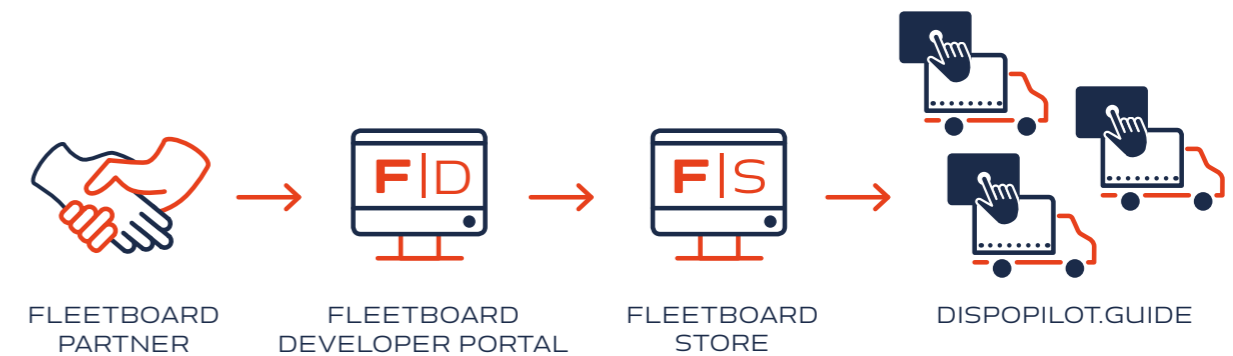 F|D
F|S
FLEETBOARD
PARTNER
FLEETBOARD
DEVELOPER PORTAL
FLEETBOARD
STORE
DISPOPILOT.GUIDE